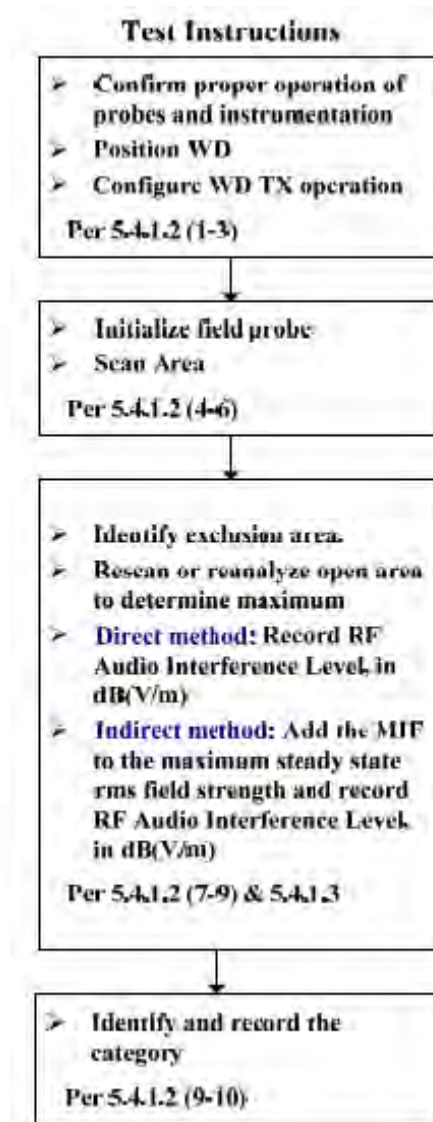 Test Instructions
➢ Confirm proper operation of
probes and instrumentation
➢ Position WD
➢ Configure WD TX operation
Per 5.4.1.2 (1-3)
➢ Initialize field probe
➢ Scan Area
Per 5.4.1.2 (4-6)
➢ Identify exclusion area.
➢ Rescan or reanalyze open area
to determine maximum
➢ Direct method: Record RF
Audio Interference Level, in
dB(V/m)
➢ Indirect method: Add the MIF
to the maximum steady state
rms field strength and record
RF Audio Interference Level,
in dB(V/m)
Per 5.4.1.2 (7-9) & 5.4.1.3
➢ Identify and record the
category
Per 5.4.1.2 (9-10)